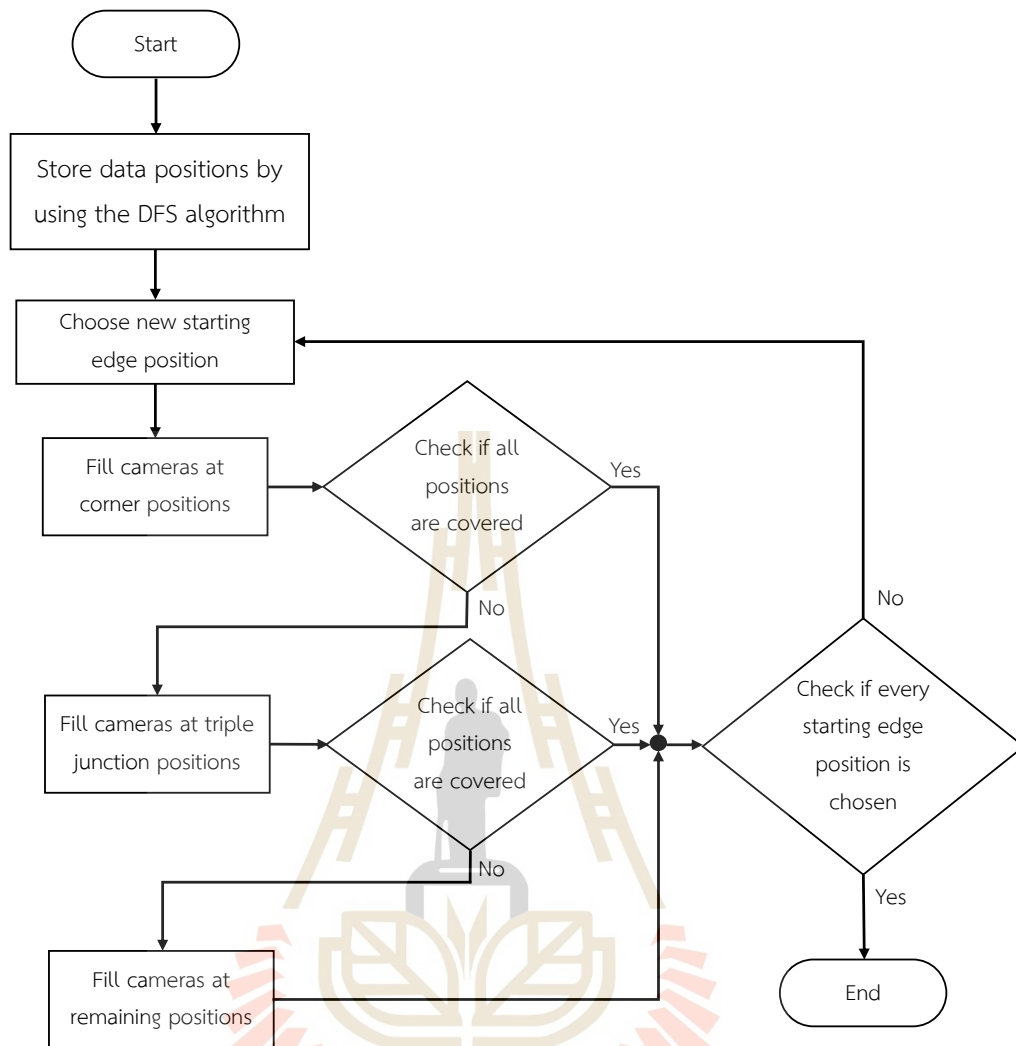 Start
Store data positions by
using the DFS algorithm
Choose new starting
edge position
Fill cameras at
corner positions
Check if all
positions
are covered
Yes
No
Fill cameras at triple
junction positions
Check if all
positions
are covered
Yes
No
Fill cameras at
remaining positions
Check if every
starting edge
position is
chosen
No
Yes
End